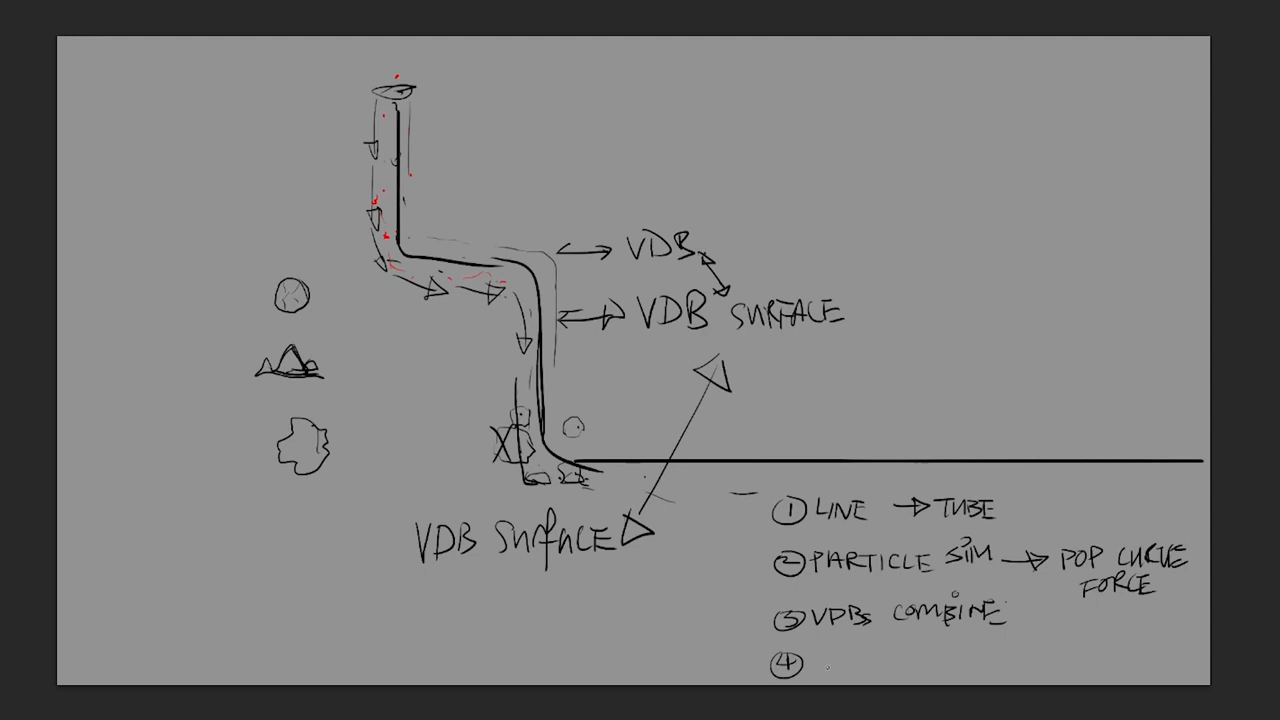 VDB
VDB SURFACE
VDB SURFACE
① LINE → TUBE
② PARTICLE SIM → POP CURVE
FORCE
③ VDBs COMBINE
④